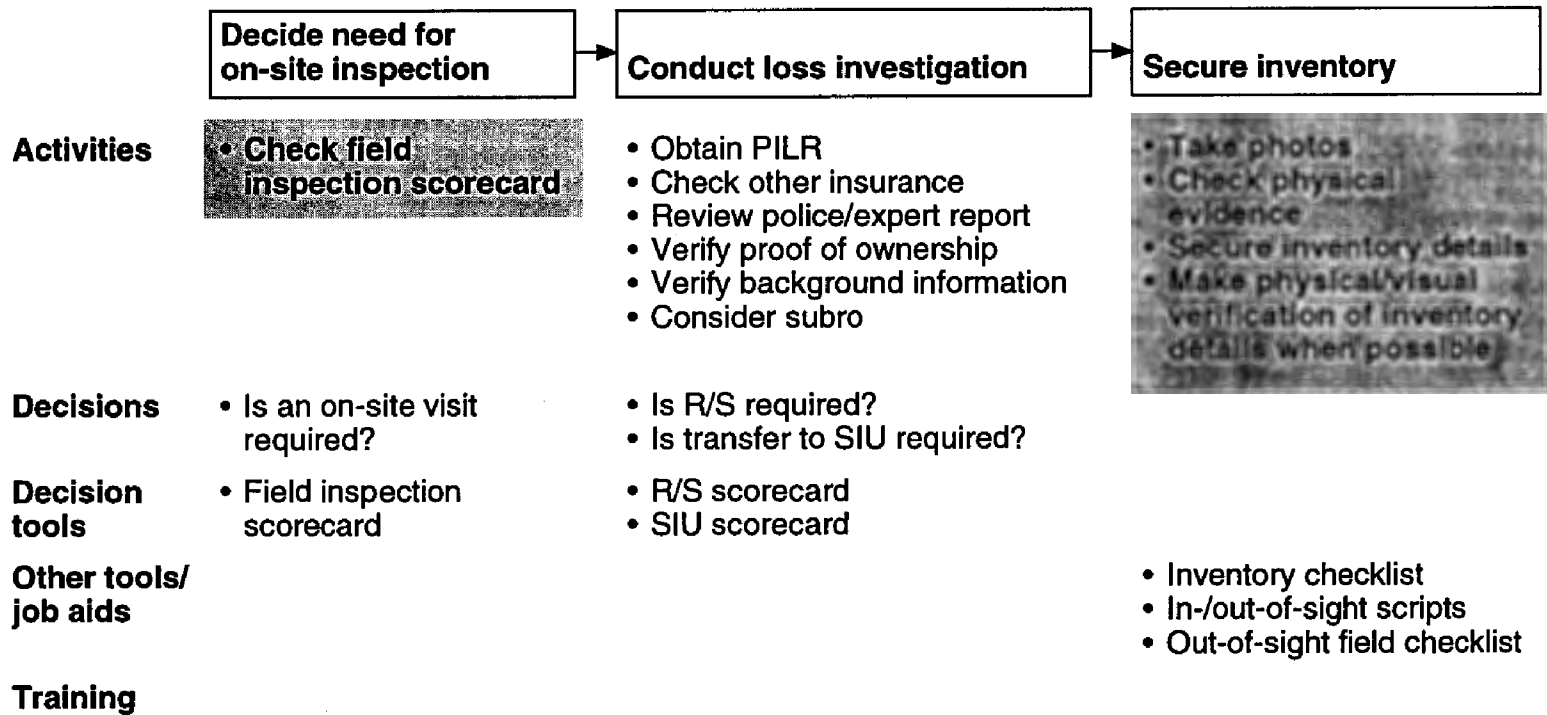 Decide need for
on-site inspection
Conduct loss investigation
Secure inventory
Activities
• Check field
inspection scorecard
• Obtain PILR
• Check other insurance
• Review police/expert report
• Verify proof of ownership
• Verify background information
• Consider subro
• Take photos
• Check physical
evidence
• Secure inventory details
• Make physical/visual
verification of inventory
details when possible
Decisions
• Is an on-site visit
required?
• Is R/S required?
• Is transfer to SIU required?
Decision
tools
• Field inspection
scorecard
• R/S scorecard
• SIU scorecard
Other tools/
job aids
• Inventory checklist
• In-/out-of-sight scripts
• Out-of-sight field checklist
Training